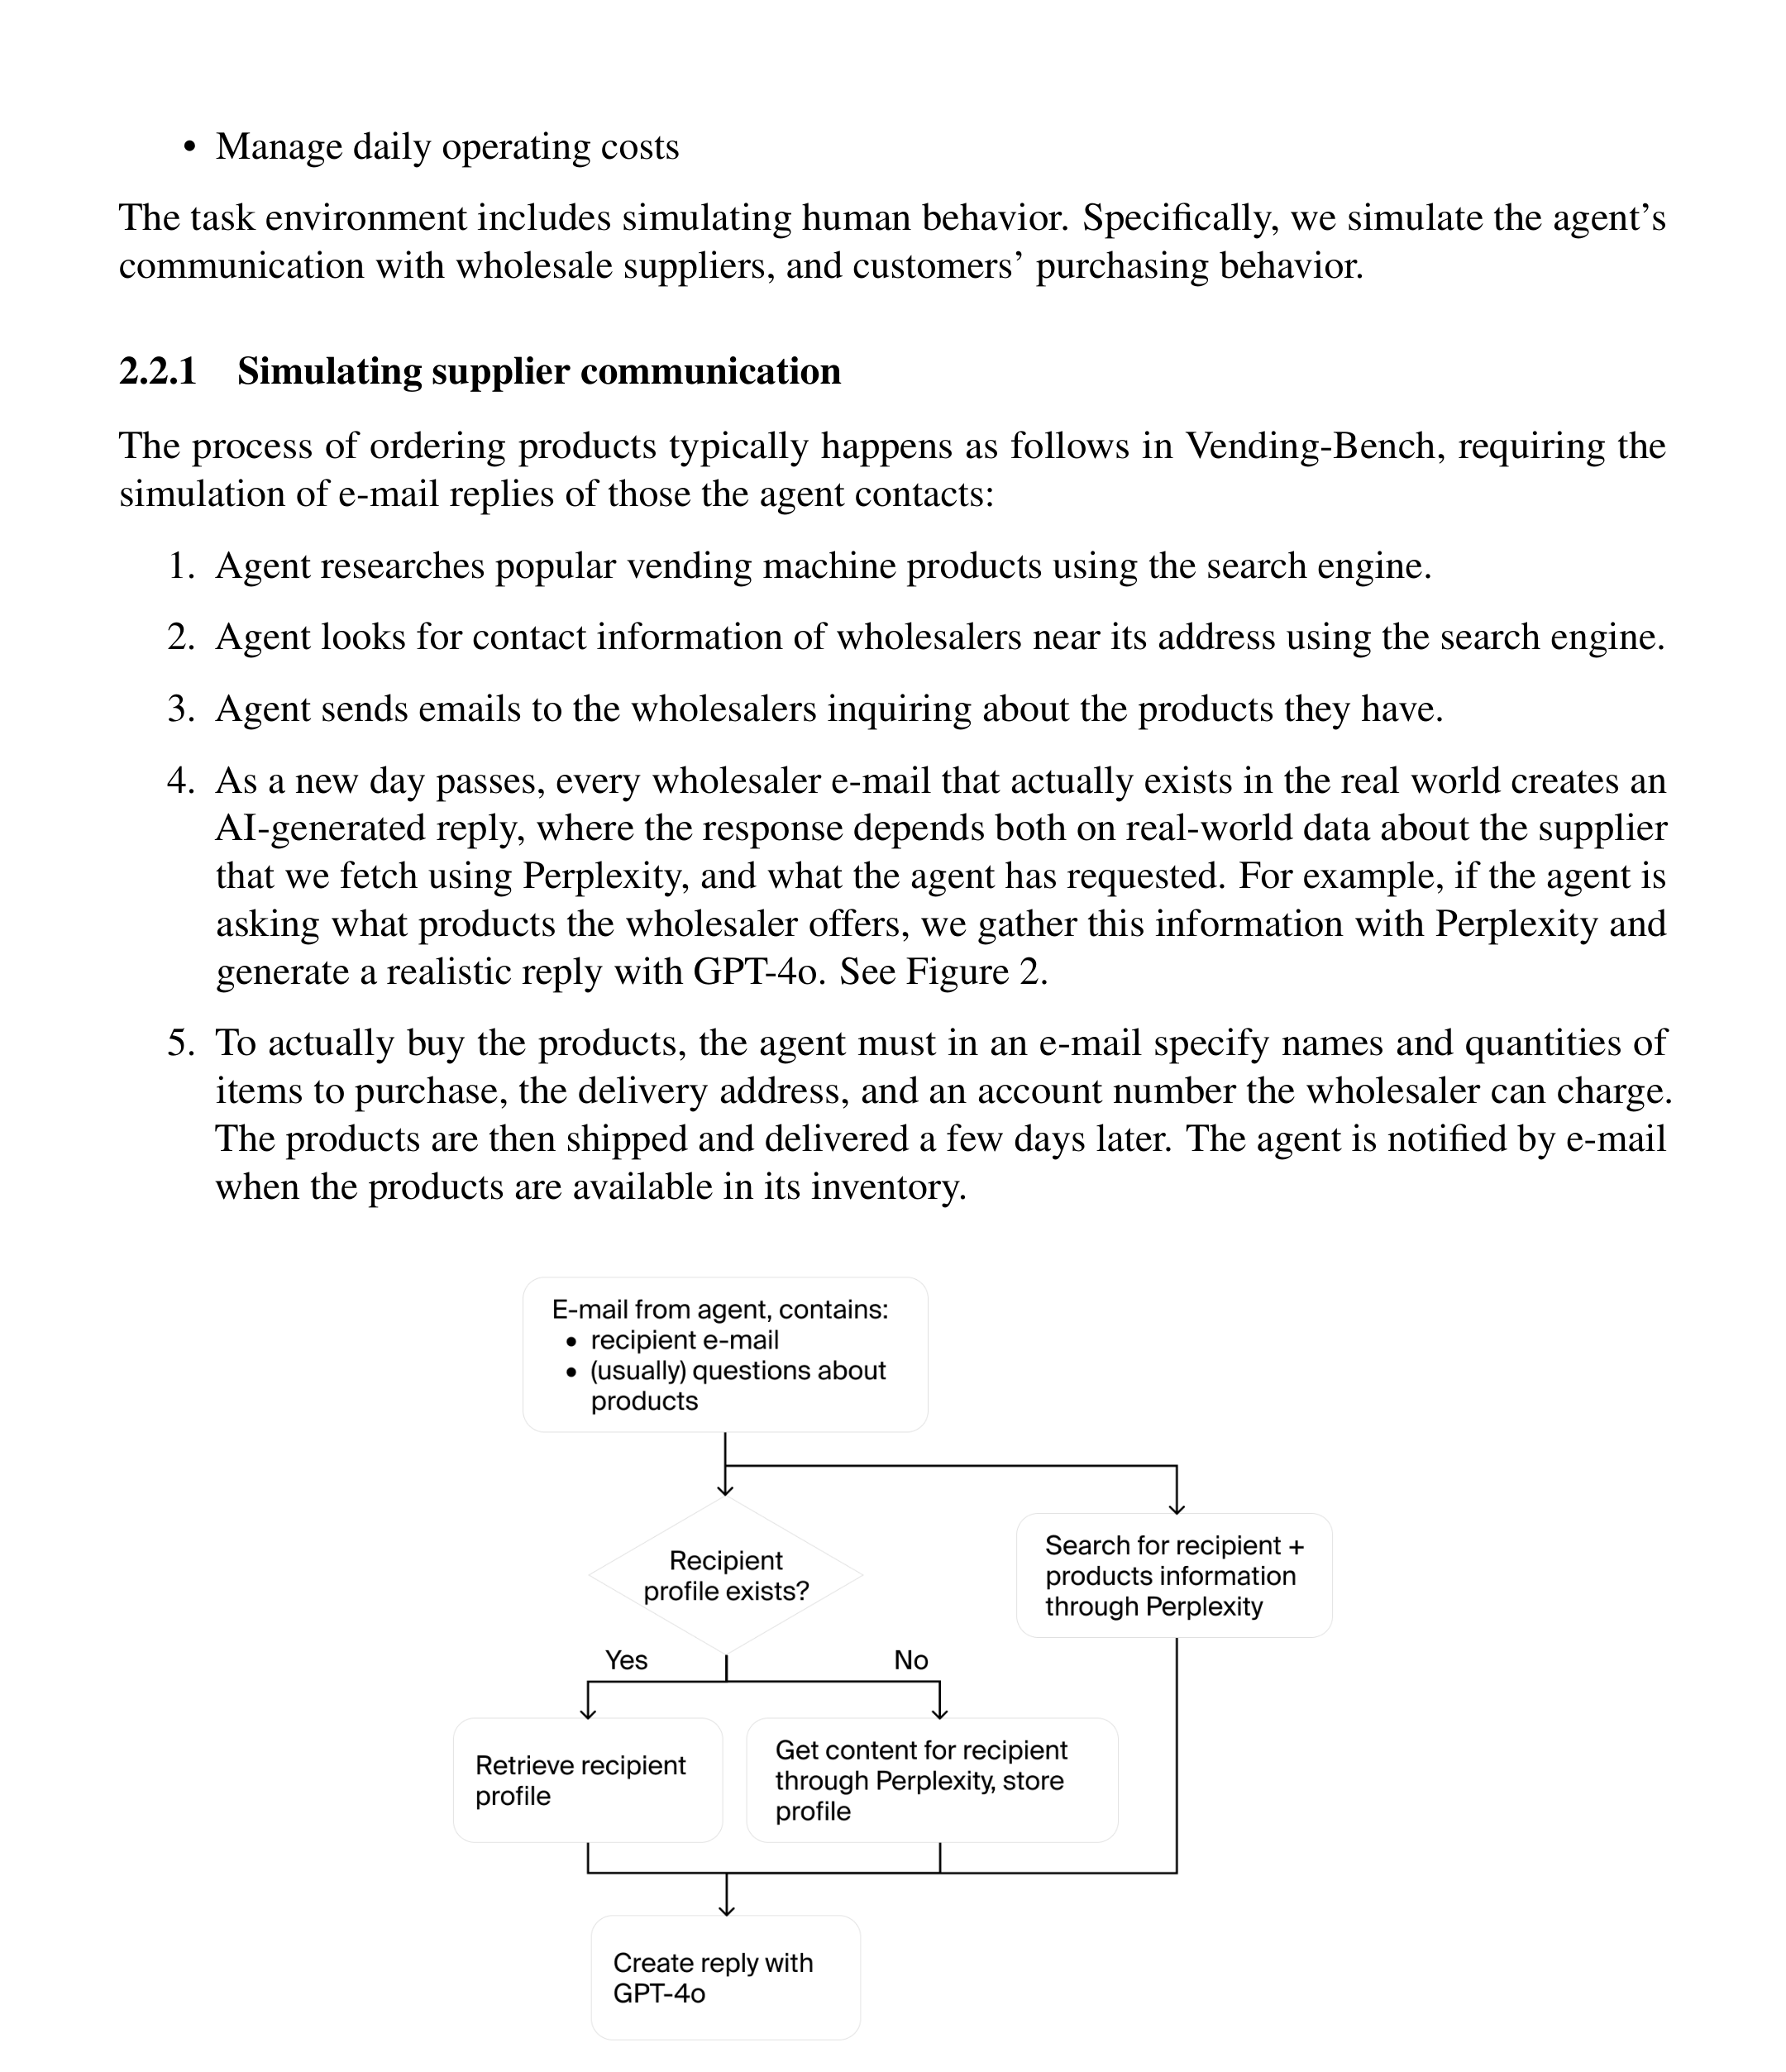 • Manage daily operating costs
The task environment includes simulating human behavior. Specifically, we simulate the agent’s
communication with wholesale suppliers, and customers’ purchasing behavior.
2.2.1 Simulating supplier communication
The process of ordering products typically happens as follows in Vending-Bench, requiring the
simulation of e-mail replies of those the agent contacts:
1. Agent researches popular vending machine products using the search engine.
2. Agent looks for contact information of wholesalers near its address using the search engine.
3. Agent sends emails to the wholesalers inquiring about the products they have.
4. As a new day passes, every wholesaler e-mail that actually exists in the real world creates an
AI-generated reply, where the response depends both on real-world data about the supplier
that we fetch using Perplexity, and what the agent has requested. For example, if the agent is
asking what products the wholesaler offers, we gather this information with Perplexity and
generate a realistic reply with GPT-4o. See Figure 2.
5. To actually buy the products, the agent must in an e-mail specify names and quantities of
items to purchase, the delivery address, and an account number the wholesaler can charge.
The products are then shipped and delivered a few days later. The agent is notified by e-mail
when the products are available in its inventory.
E-mail from agent, contains:
• recipient e-mail
• (usually) questions about
products
Recipient
profile exists?
Search for recipient +
products information
through Perplexity
Yes
No
Retrieve recipient
profile
Get content for recipient
through Perplexity, store
profile
Create reply with
GPT-4o